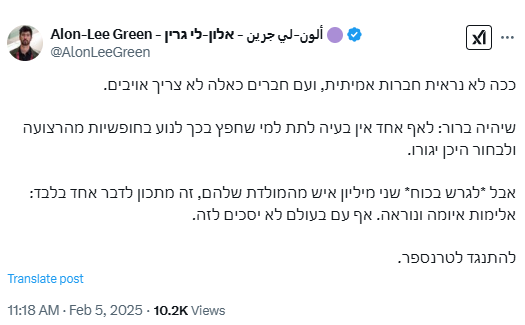 Alon-Lee Green - ألون-لي جرين - אלון-לי גרין
@AlonLeeGreen
ככה לא נראית חברות אמיתית, ועם חברים כאלה לא צריך אויבים.
שיהיה ברור: לאף אחד אין בעיה לתת למי שחפץ בכך לנוע בחופשיות מהרצועה
ולבחור היכן יגורו.
אבל *לגרש בכוח* שני מיליון איש מהמולדת שלהם, זה מתכון לדבר אחד בלבד:
אלימות איומה ונוראה. אף עם בעולם לא יסכים לזה.
להתנגד לטרנספר.
Translate post
11:18 AM · Feb 5, 2025 · 10.2K Views